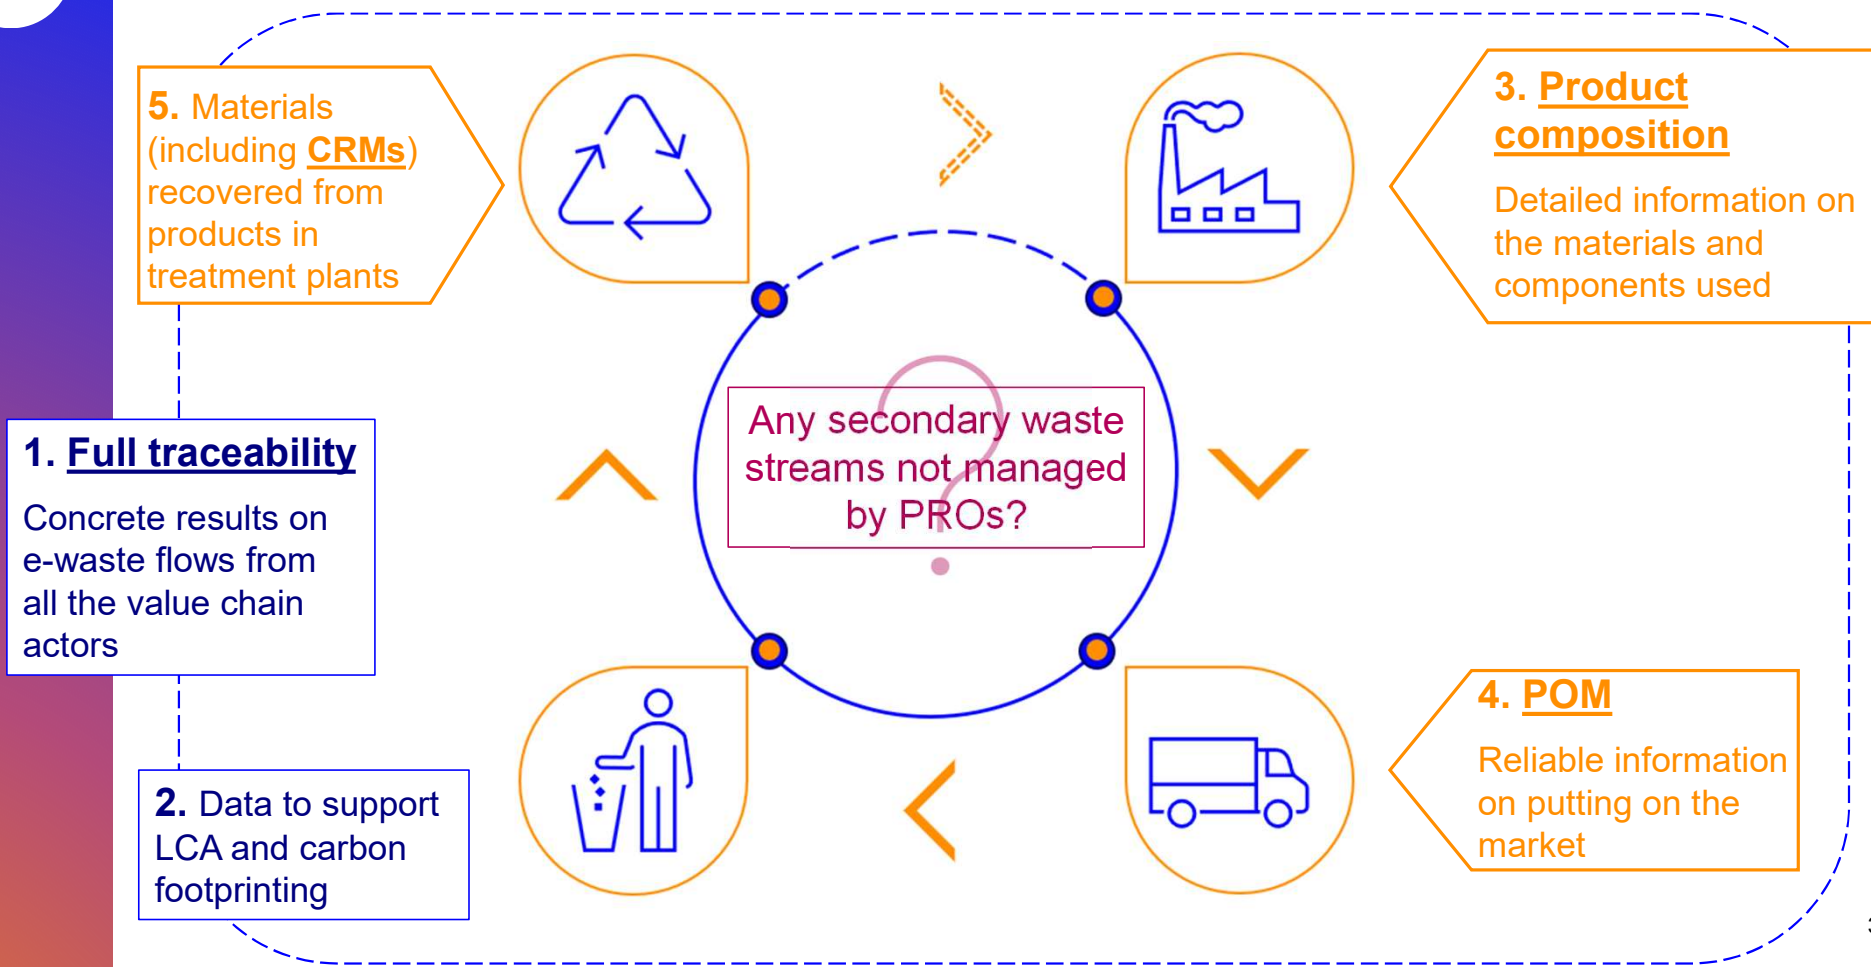 5. Materials
(including CRMs)
recovered from
products in
treatment plants
3. Product
composition
Detailed information on
the materials and
components used
1. Full traceability
Concrete results on
e-waste flows from
all the value chain
actors
Any secondary waste
streams not managed
by PROs?
?
2. Data to support
LCA and carbon
footprinting
4. POM
Reliable information
on putting on the
market